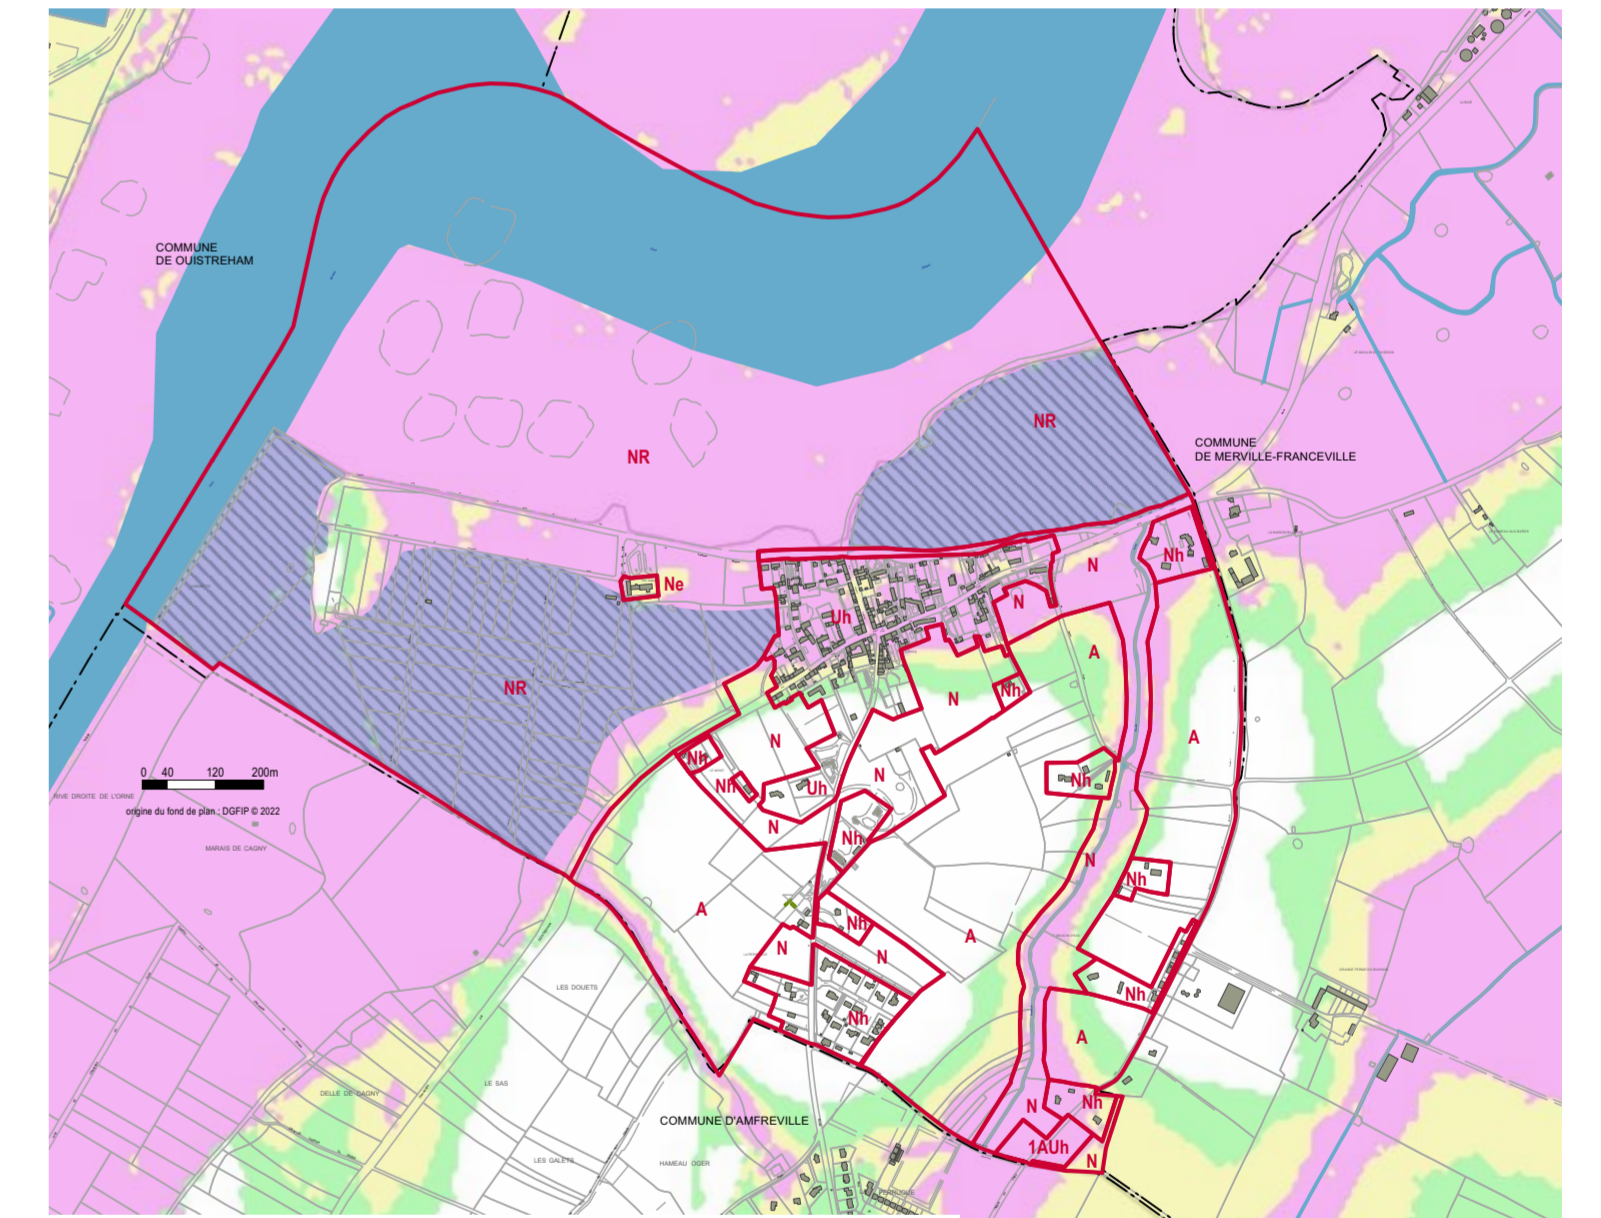 COMMUNE
DE OUISTREHAM
NR
NR
COMMUNE
DE MERVILLE-FRANCEVILLE
Nh
N
Ne
N
Uh
A
NR
Nh
N
A
N
Nh
N
Nh
Nh
Uh
0 40 120 200m
RIVE DROITE DE L'ORNE
origine du fond de plan : DGFIP © 2022
N
Nh
MARAIS DE CAGNY
N
Nh
A
Nh
A
N
N
LES DOUETS
Nh
Nh
A
LE SAS
DELLE DE CAGNY
Nh
N
COMMUNE D'AMFREVILLE
1AUh
N
LES GALETS
HAMEAU OGER